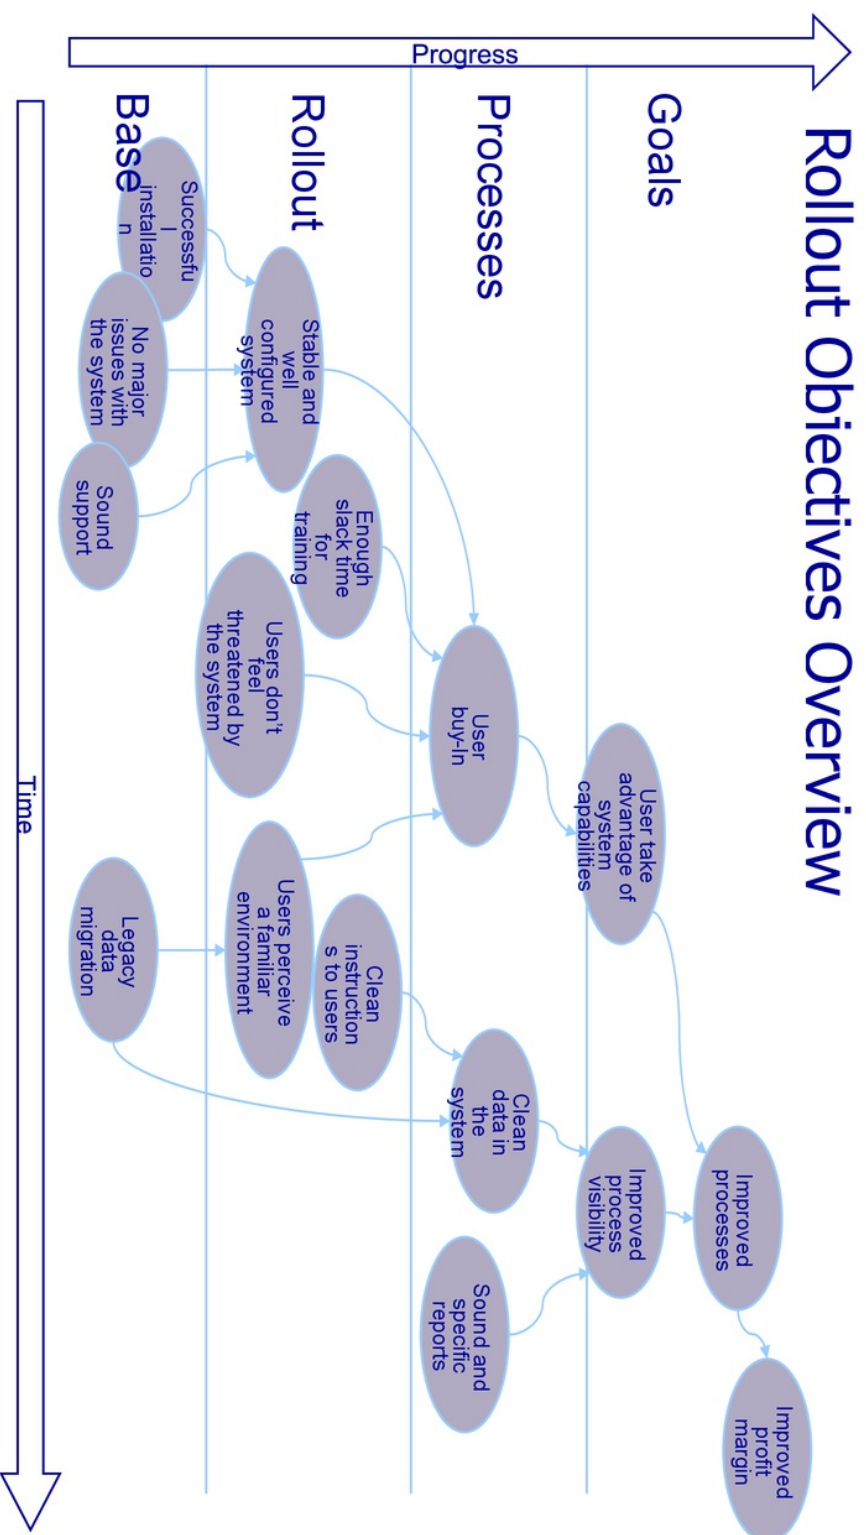 Rollout Objectives Overview
Progress
Goals
Processes
Rollout
Base
Time
Improved
profit
margin
Improved
processes
User take
advantage of
system
capabilities
Improved
process
visibility
User
buy-In
Clean
data in
the
system
Sound and
specific
reports
Stable and
well
configured
system
Enough
slack time
for
training
Users don't
feel
threatened by
the system
Users perceive
a familiar
environment
Clean
instruction
s to users
Successfu
l
installatio
n
No major
issues with
the system
Sound
support
Legacy
data
migration